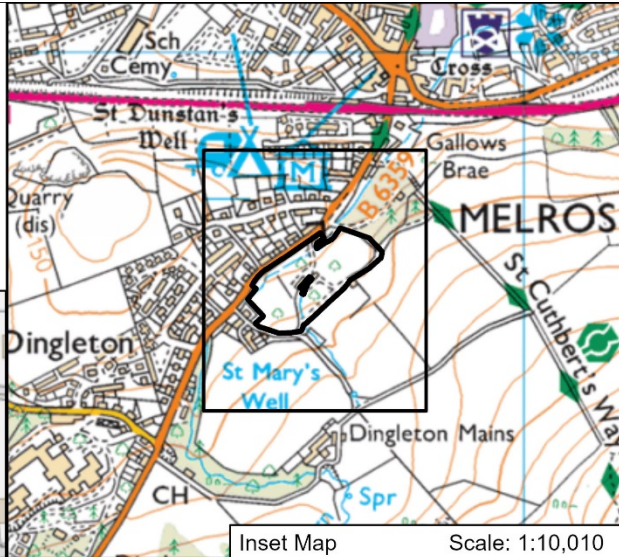 Sch
Cemy
Cross
St Dunstan's
Well
TC
M
Gallows
Brae
Quarry
(dis)
150
B 6359
MELROS
St Cuthbert's Way
Dingleton
St Mary's
Well
Dingleton Mains
CH
Spr
Inset Map
Scale: 1:10,010